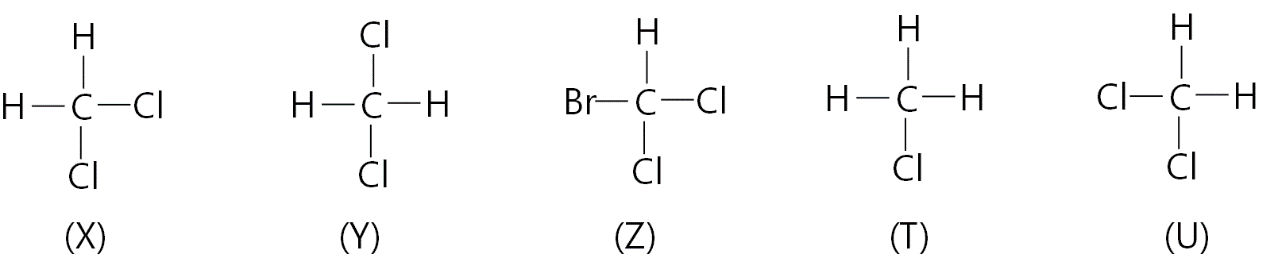 H Cl H H H
H C Cl H C H Br C Cl H C H Cl C H
Cl Cl Cl Cl Cl
(X) (Y) (Z) (T) (U)